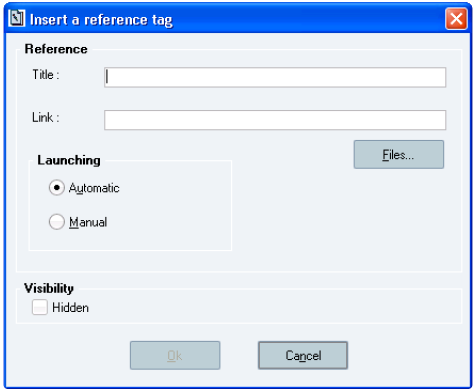 Insert a reference tag
Reference
Title :
Link :
Files...
Launching
Automatic
Manual
Visibility
Hidden
Ok
Cancel